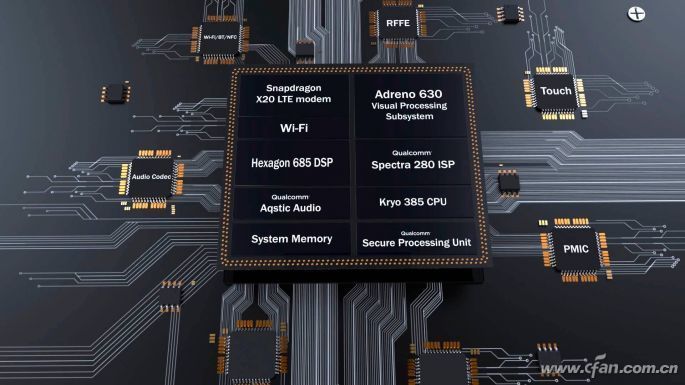 Wi-Fi/BT/NFC
RFFE
Touch
Audio Codec
PMIC
Snapdragon
X20 LTE modem
Wi-Fi
Hexagon 685 DSP
Qualcomm
Aqstic Audio
System Memory
Adreno 630
Visual Processing
Subsystem
Qualcomm
Spectra 280 ISP
Kryo 385 CPU
Qualcomm
Secure Processing Unit
www.cfan.com.cn